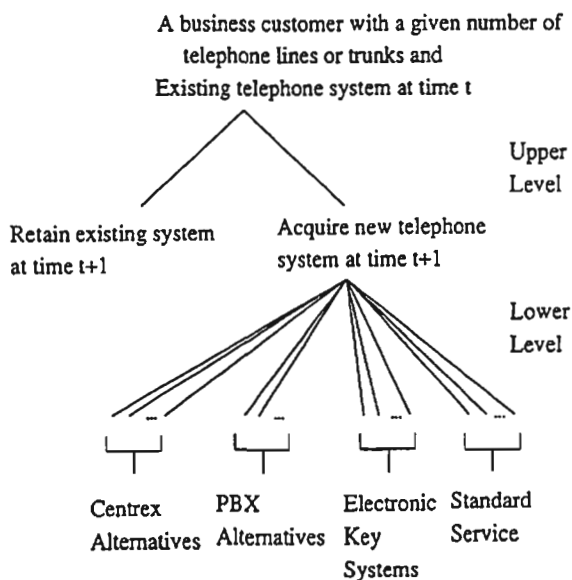 A business customer with a given number of
telephone lines or trunks and
Existing telephone system at time t
Upper
Level
Retain existing system
at time t+1
Acquire new telephone
system at time t+1
Lower
Level
... ... ... ...
Centrex
Alternatives
PBX
Alternatives
Electronic
Key
Systems
Standard
Service